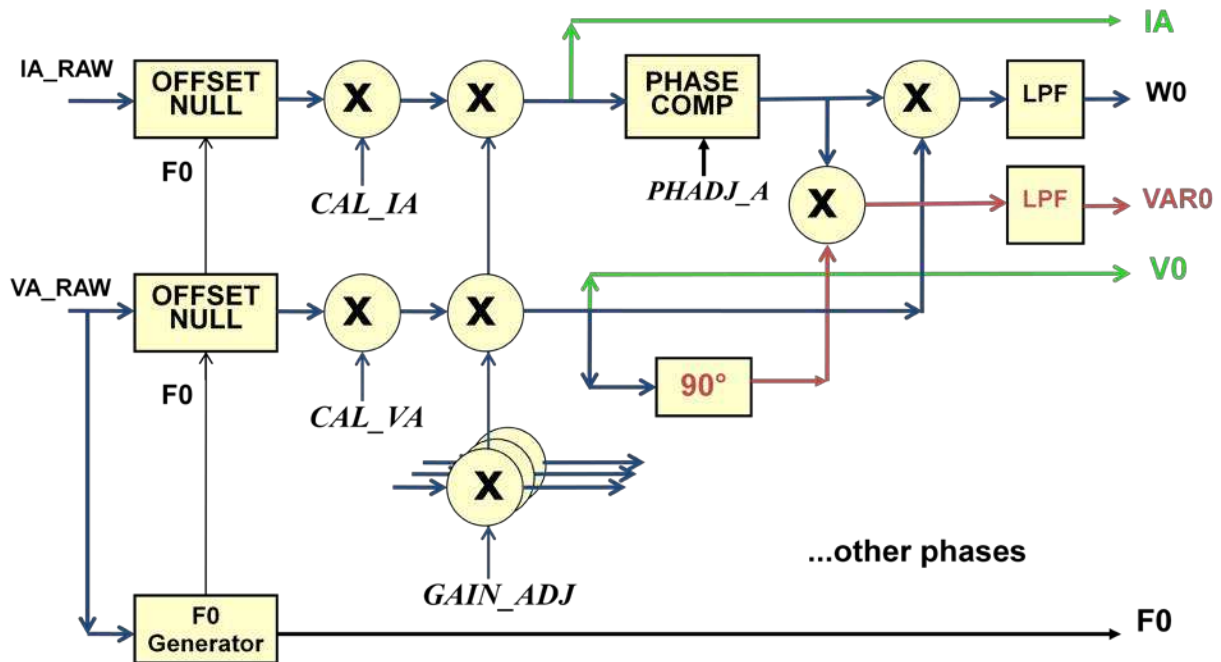 IA
IA_RAW
OFFSET
NULL
X
X
PHASE
COMP
X
LPF
W0
F0
CAL_IA
PHADJ_A
X
LPF
VAR0
VA_RAW
OFFSET
NULL
X
X
V0
F0
CAL_VA
90°
X
...other phases
GAIN_ADJ
F0
Generator
F0